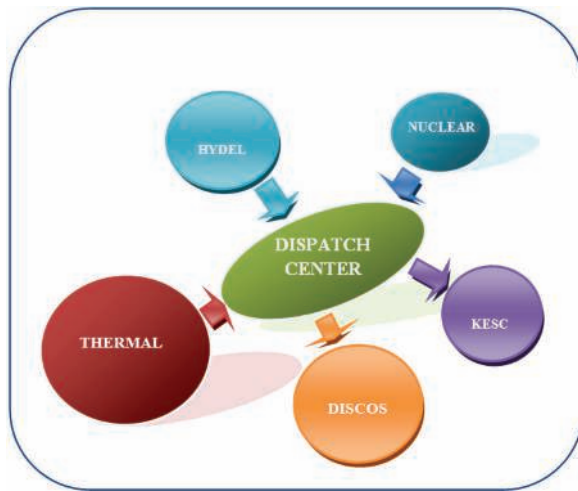 NUCLEAR
HYDEL
DISPATCH
CENTER
KESC
THERMAL
DISCOS